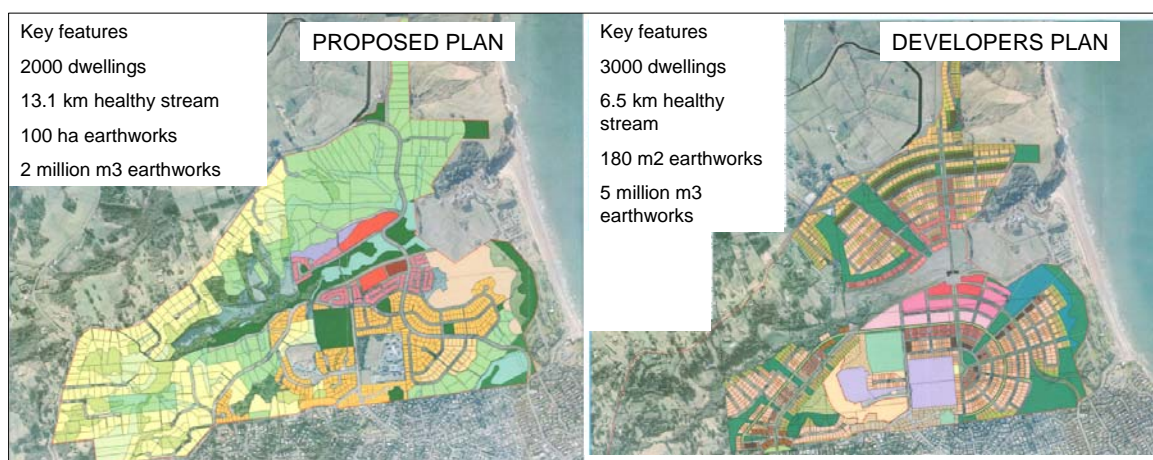 Key features
PROPOSED PLAN
2000 dwellings
13.1 km healthy stream
100 ha earthworks
2 million m3 earthworks
Key features
DEVELOPERS PLAN
3000 dwellings
6.5 km healthy
stream
180 m2 earthworks
5 million m3
earthworks